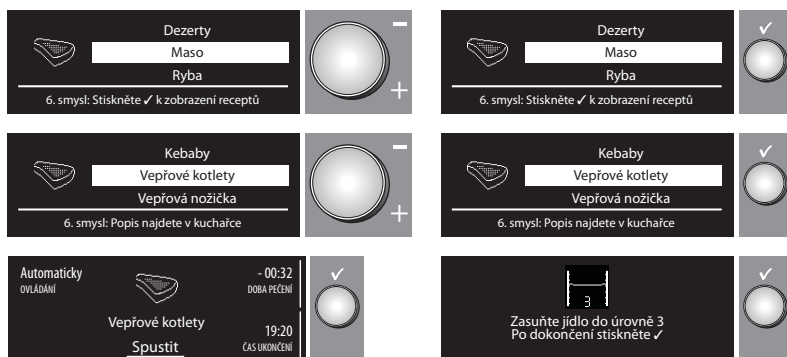 Dezerty
Maso
Ryba
6. smysl: Stiskněte ✓ k zobrazení receptů
− +
Dezerty
Maso
Ryba
6. smysl: Stiskněte ✓ k zobrazení receptů
✓
Kebaby
Vepřové kotlety
Vepřová nožička
6. smysl: Popis najdete v kuchařce
− +
Kebaby
Vepřové kotlety
Vepřová nožička
6. smysl: Popis najdete v kuchařce
✓
Automaticky
OVLÁDÁNÍ
- 00:32
DOBA PEČENÍ
Vepřové kotlety
Spustit
19:20
ČAS UKONČENÍ
✓
3
Zasuňte jídlo do úrovně 3
Po dokončení stiskněte ✓
✓